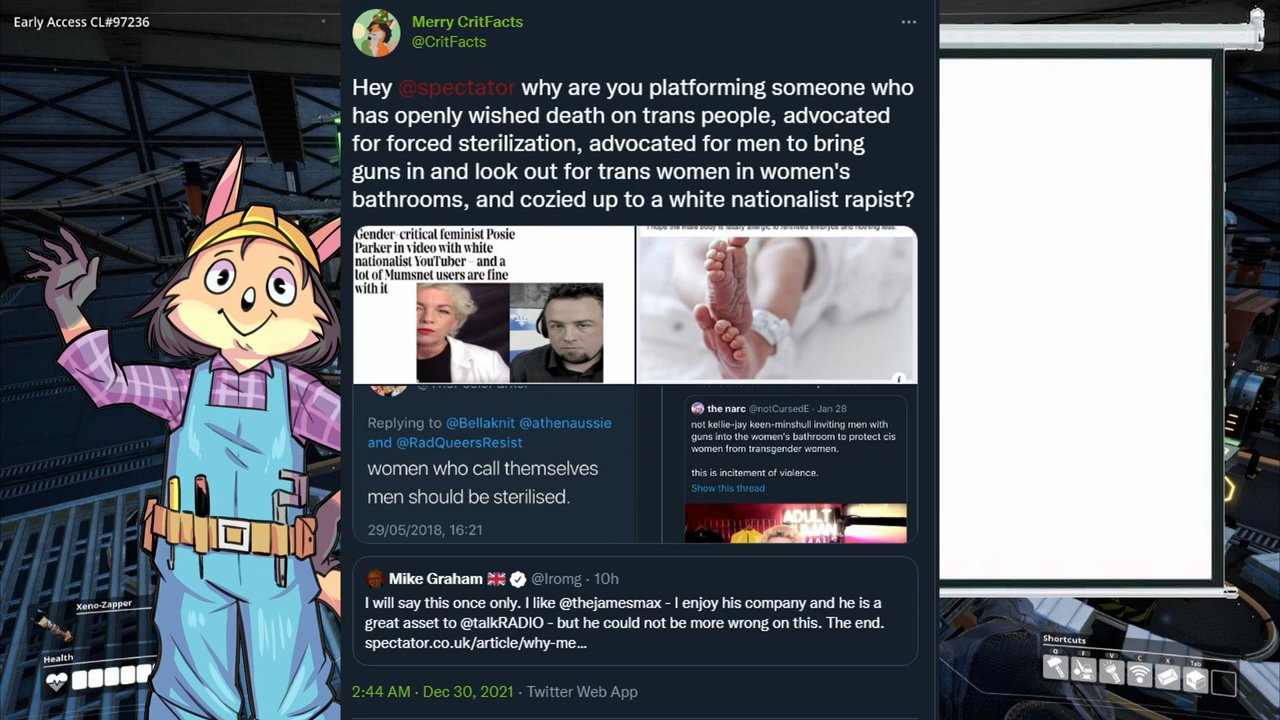 Early Access CL#97236
Merry CritFacts
@CritFacts
Hey @spectator why are you platforming someone who
has openly wished death on trans people, advocated
for forced sterilization, advocated for men to bring
guns in and look out for trans women in women's
bathrooms, and cozied up to a white nationalist rapist?
Gender-critical feminist Posie
Parker in video with white
nationalist YouTuber – and a
lot of Mumsnet users are fine
with it
Replying to @Bellaknit @athenaussie
and @RadQueersResist
women who call themselves
men should be sterilised.
29/05/2018, 16:21
the narc @notCursedE · Jan 28
not kellie-jay keen-minshull inviting men with
guns into the women's bathroom to protect cis
women from transgender women.
this is incitement of violence.
Show this thread
ADULT
HUMAN
Mike Graham 🇬🇧 @Iromg · 10h
I will say this once only. I like @thejamesmax - I enjoy his company and he is a
great asset to @talkRADIO - but he could not be more wrong on this. The end.
spectator.co.uk/article/why-me...
2:44 AM · Dec 30, 2021 · Twitter Web App
Xeno-Zapper
Health
Shortcuts
Q F V C X Tab